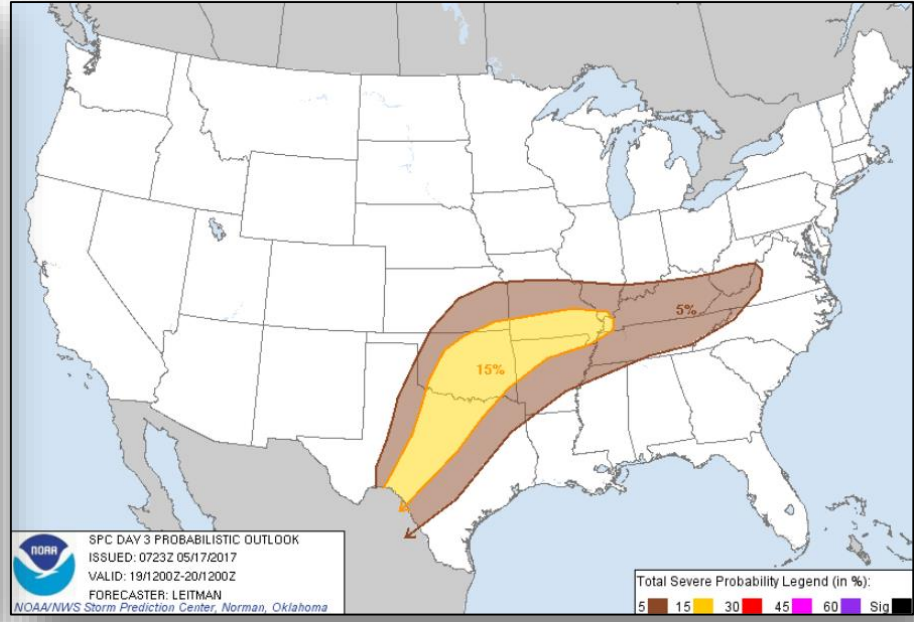 5%
15%
NOAA
SPC DAY 3 PROBABILISTIC OUTLOOK
ISSUED: 0723Z 05/17/2017
VALID: 19/1200Z-20/1200Z
FORECASTER: LEITMAN
NOAA/NWS Storm Prediction Center, Norman, Oklahoma
Total Severe Probability Legend (in %):
5 15 30 45 60 Sig